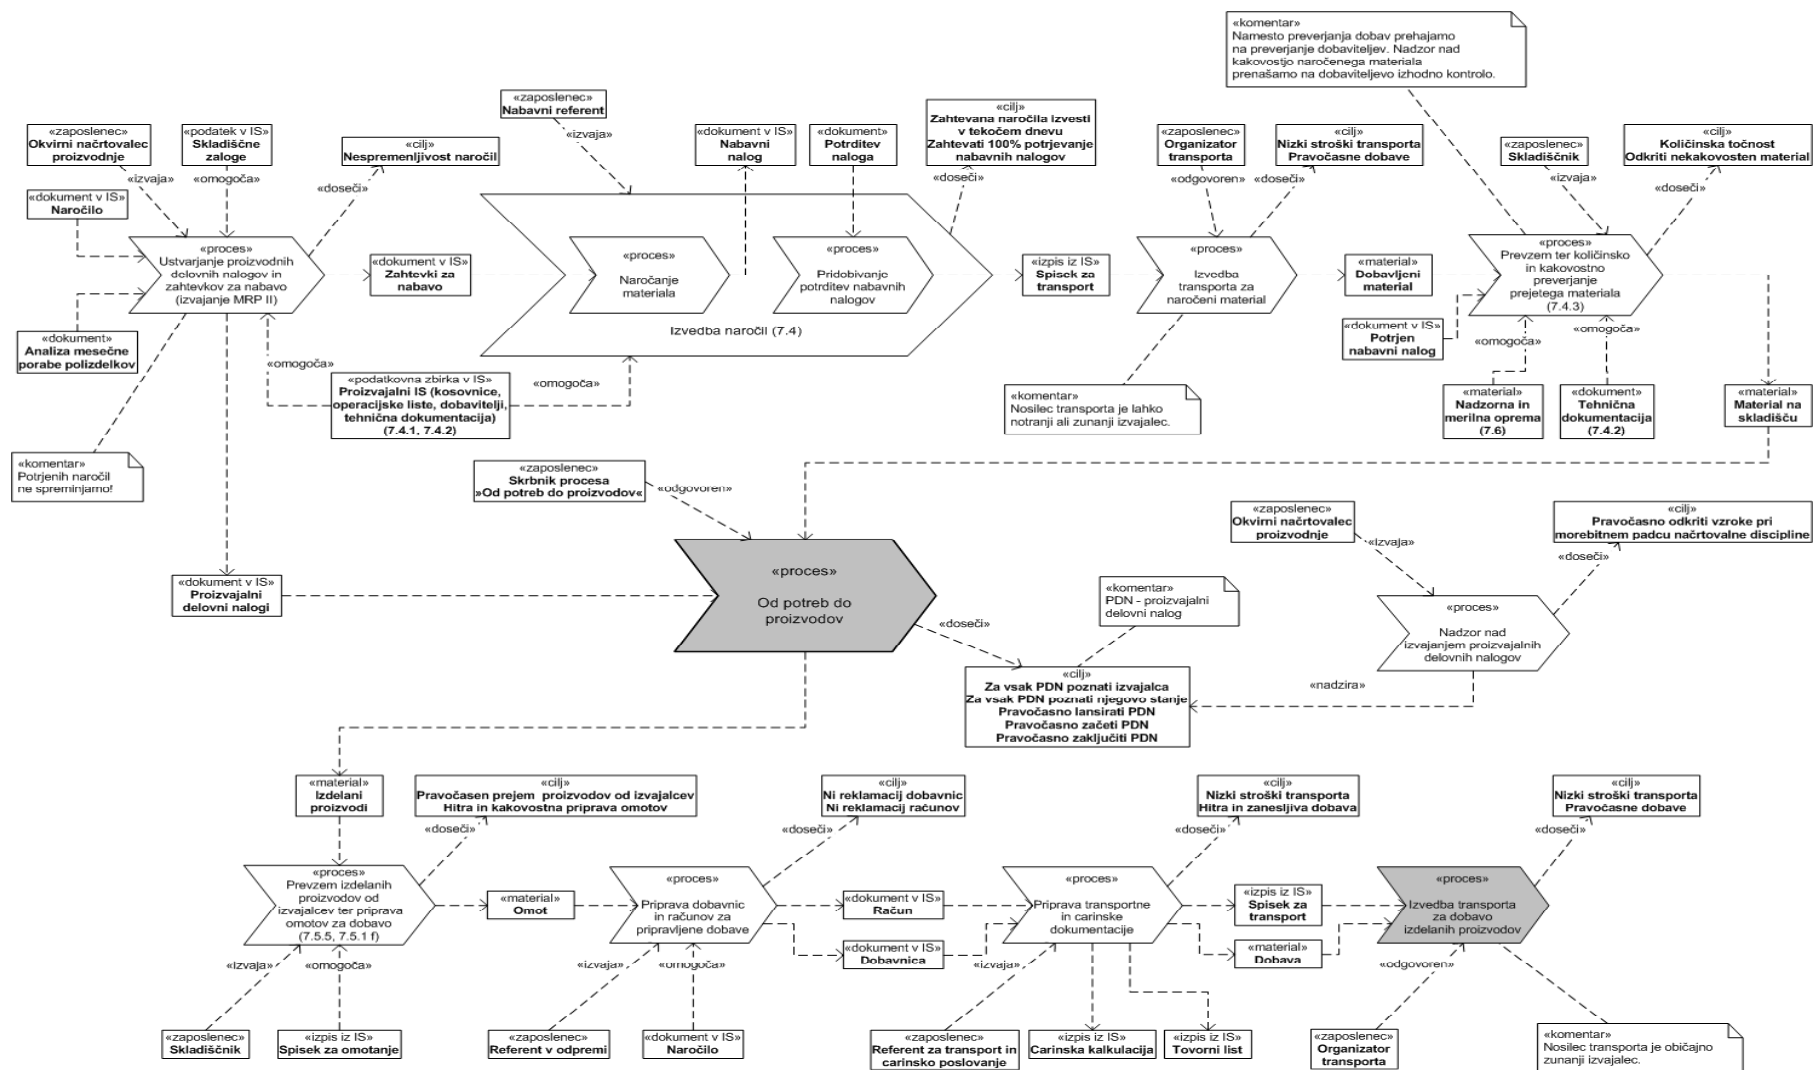 «komentar»
Namesto preverjanja dobav prehajamo
na preverjanje dobaviteljev. Nadzor nad
kakovostjo naročenega materiala
prenašamo na dobaviteljevo izhodno kontrolo.
«zaposlenec»
Okvirni načrtovalec
proizvodnje
«podatek v IS»
Skladiščne
zaloge
«cilj»
Nespremenljivost naročil
«zaposlenec»
Nabavni referent
«dokument v IS»
Nabavni
nalog
«dokument»
Potrditev
naloga
«cilj»
Zahtevana naročila izvesti
v tekočem dnevu
Zahtevati 100% potrjevanje
nabavnih nalogov
«zaposlenec»
Organizator
transporta
«cilj»
Nizki stroški transporta
Pravočasne dobave
«zaposlenec»
Skladiščnik
«cilj»
Količinska točnost
Odkriti nekakovosten material
«izvaja»
«omogoča»
«doseči»
«izvaja»
«doseči»
«odgovoren»
«doseči»
«izvaja»
«doseči»
«dokument v IS»
Naročilo
«proces»
Ustvarjanje proizvodnih
delovnih nalogov in
zahtevkov za nabavo
(izvajanje MRP II)
«dokument v IS»
Zahtevki za
nabavo
«proces»
Naročanje
materiala
«proces»
Pridobivanje
potrditev nabavnih
nalogov
Izvedba naročil (7.4)
«izpis iz IS»
Spisek za
transport
«proces»
Izvedba
transporta za
naročeni material
«material»
Dobavljeni
material
«proces»
Prevzem ter količinsko
in kakovostno
preverjanje
prejetega materiala
(7.4.3)
«dokument»
Analiza mesečne
porabe polizdelkov
«omogoča»
«omogoča»
«podatkovna zbirka v IS»
Proizvajalni IS (kosovnice,
operacijske liste, dobavitelji,
tehnična dokumentacija)
(7.4.1, 7.4.2)
«dokument v IS»
Potrjen
nabavni nalog
«omogoča»
«omogoča»
«komentar»
Nosilec transporta je lahko
notranji ali zunanji izvajalec.
«material»
Nadzorna in
merilna oprema
(7.6)
«dokument»
Tehnična
dokumentacija
(7.4.2)
«material»
Material na
skladišču
«komentar»
Potrjenih naročil
ne spreminjamo!
«zaposlenec»
Skrbnik procesa
»Od potreb do proizvodov«
«odgovoren»
«zaposlenec»
Okvirni načrtovalec
proizvodnje
«izvaja»
«cilj»
Pravočasno odkriti vzroke pri
morebitnem padcu načrtovalne discipline
«doseči»
«dokument v IS»
Proizvajalni
delovni nalogi
«proces»
Od potreb do
proizvodov
«doseči»
«komentar»
PDN - proizvajalni
delovni nalog
«proces»
Nadzor nad
izvajanjem proizvajalnih
delovnih nalogov
«nadzira»
«cilj»
Za vsak PDN poznati izvajalca
Za vsak PDN poznati njegovo stanje
Pravočasno lansirati PDN
Pravočasno začeti PDN
Pravočasno zaključiti PDN
«material»
Izdelani
proizvodi
«cilj»
Pravočasen prejem proizvodov od izvajalcev
Hitra in kakovostna priprava omotov
«cilj»
Ni reklamacij dobavnic
Ni reklamacij računov
«cilj»
Nizki stroški transporta
Hitra in zanesljiva dobava
«cilj»
Nizki stroški transporta
Pravočasne dobave
«doseči»
«doseči»
«doseči»
«doseči»
«proces»
Prevzem izdelanih
proizvodov od
izvajalcev ter priprava
omotov za dobavo
(7.5.5, 7.5.1 f)
«material»
Omot
«proces»
Priprava dobavnic
in računov za
pripravljene dobave
«dokument v IS»
Račun
«dokument v IS»
Dobavnica
«proces»
Priprava transportne
in carinske
dokumentacije
«izpis iz IS»
Spisek za
transport
«material»
Dobava
«proces»
Izvedba transporta
za dobavo
izdelanih proizvodov
«izvaja»
«omogoča»
«izvaja»
«omogoča»
«izvaja»
«odgovoren»
«zaposlenec»
Skladiščnik
«izpis iz IS»
Spisek za omotanje
«zaposlenec»
Referent v odpremi
«dokument v IS»
Naročilo
«zaposlenec»
Referent za transport in
carinsko poslovanje
«izpis iz IS»
Carinska kalkulacija
«izpis iz IS»
Tovorni list
«zaposlenec»
Organizator
transporta
«komentar»
Nosilec transporta je običajno
zunanji izvajalec.